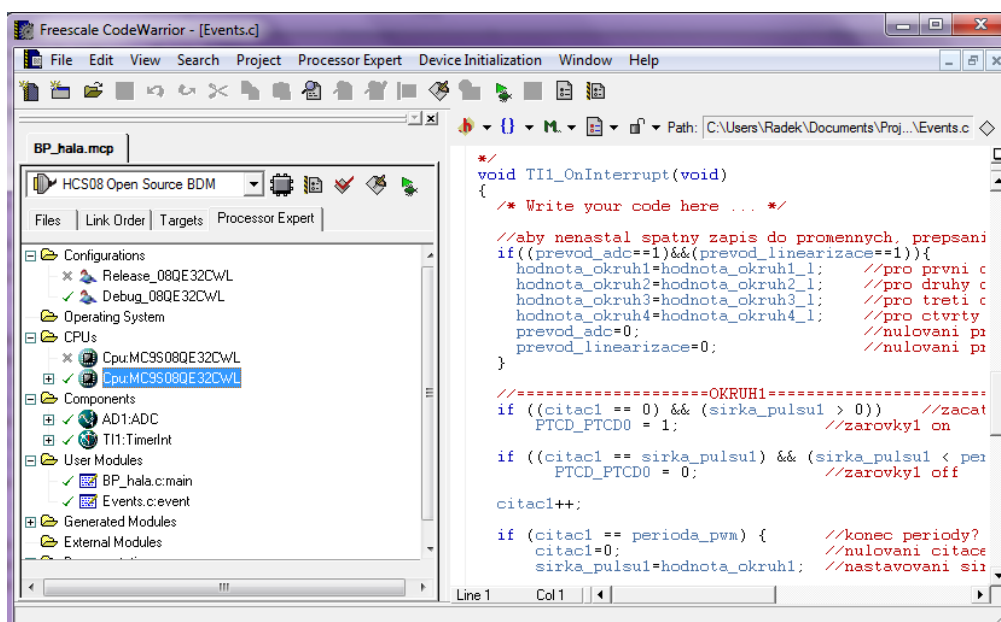 Freescale CodeWarrior - [Events.c]
File Edit View Search Project Processor Expert Device Initialization Window Help
BP_hala.mcp
HCS08 Open Source BDM
Files Link Order Targets Processor Expert
Configurations
Release_08QE32CWL
Debug_08QE32CWL
Operating System
CPUs
Cpu:MC9S08QE32CWL
Cpu:MC9S08QE32CWL
Components
AD1:ADC
TI1:TimerInt
User Modules
BP_hala.c:main
Events.c:event
Generated Modules
External Modules
Path: C:\Users\Radek\Documents\Proj...\Events.c
*/
void TI1_OnInterrupt(void)
{
/* Write your code here ... */
//aby nenastal spatny zapis do promennych, prepsani
if((prevod_adc==1)&&(prevod_linearizace==1)){
hodnota_okruh1=hodnota_okruh1_l; //pro prvni o
hodnota_okruh2=hodnota_okruh2_l; //pro druhy o
hodnota_okruh3=hodnota_okruh3_l; //pro treti o
hodnota_okruh4=hodnota_okruh4_l; //pro ctvrty
prevod_adc=0; //nulovani pr
prevod_linearizace=0; //nulovani pr
}
//====================OKRUH1=======================
if ((citac1 == 0) && (sirka_pulsu1 > 0)) //zacat
PTCD_PTCD0 = 1; //zarovky1 on
if ((citac1 == sirka_pulsu1) && (sirka_pulsu1 < per
PTCD_PTCD0 = 0; //zarovky1 off
citac1++;
if (citac1 == perioda_pwm) { //konec periody?
citac1=0; //nulovani citace
sirka_pulsu1=hodnota_okruh1; //nastavovani sir
Line 1 Col 1